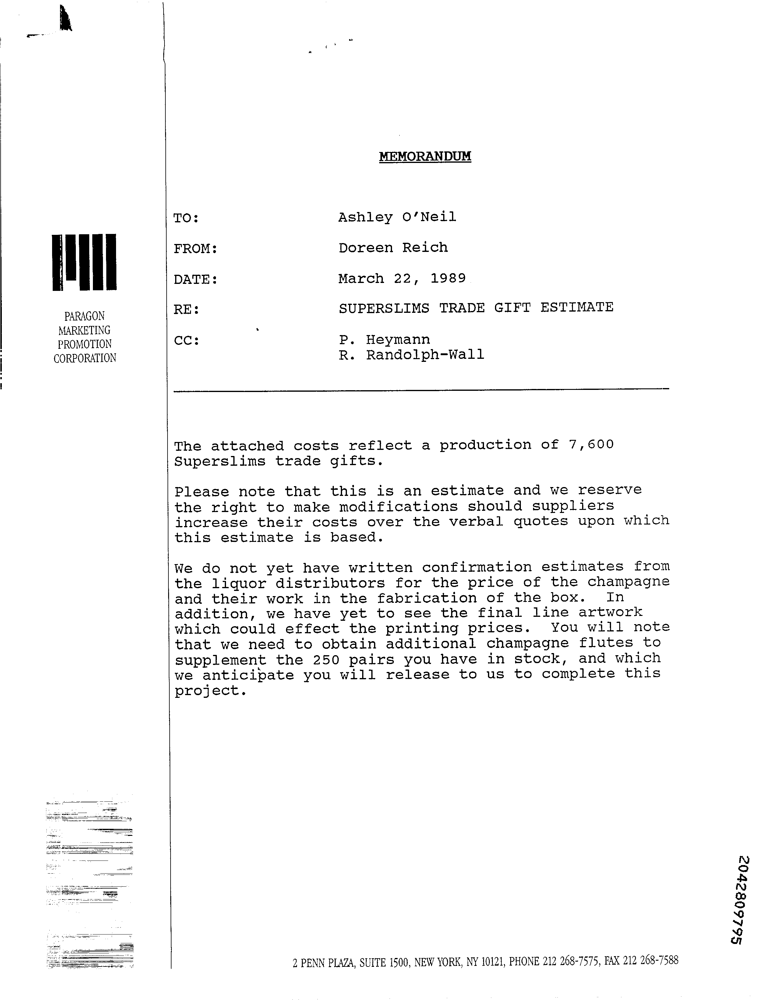 MEMORANDUM
TO: Ashley O'Neil
FROM: Doreen Reich
DATE: March 22, 1989
RE: SUPERSLIMS TRADE GIFT ESTIMATE
CC: P. Heymann
R. Randolph-Wall
PARAGON
MARKETING
PROMOTION
CORPORATION
The attached costs reflect a production of 7,600
Superslims trade gifts.
Please note that this is an estimate and we reserve
the right to make modifications should suppliers
increase their costs over the verbal quotes upon which
this estimate is based.
We do not yet have written confirmation estimates from
the liquor distributors for the price of the champagne
and their work in the fabrication of the box. In
addition, we have yet to see the final line artwork
which could effect the printing prices. You will note
that we need to obtain additional champagne flutes to
supplement the 250 pairs you have in stock, and which
we anticipate you will release to us to complete this
project.
2042809795
2 PENN PLAZA, SUITE 1500, NEW YORK, NY 10121, PHONE 212 268-7575, FAX 212 268-7588